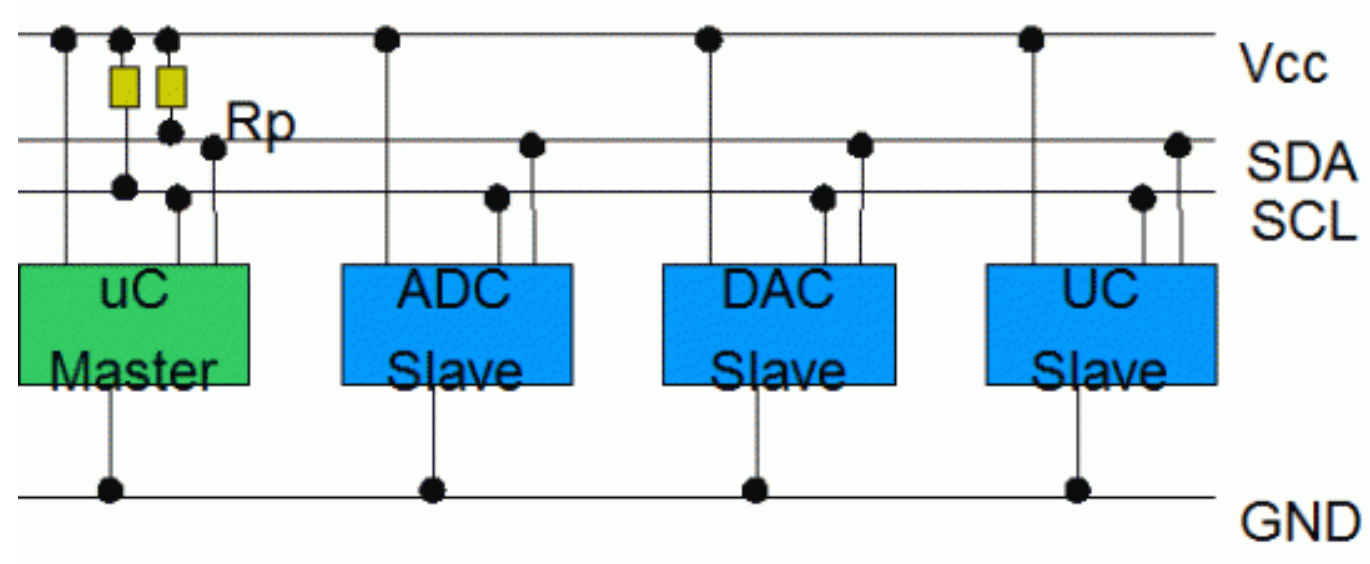 Vcc
Rp
SDA
SCL
uC
Master
ADC
Slave
DAC
Slave
UC
Slave
GND